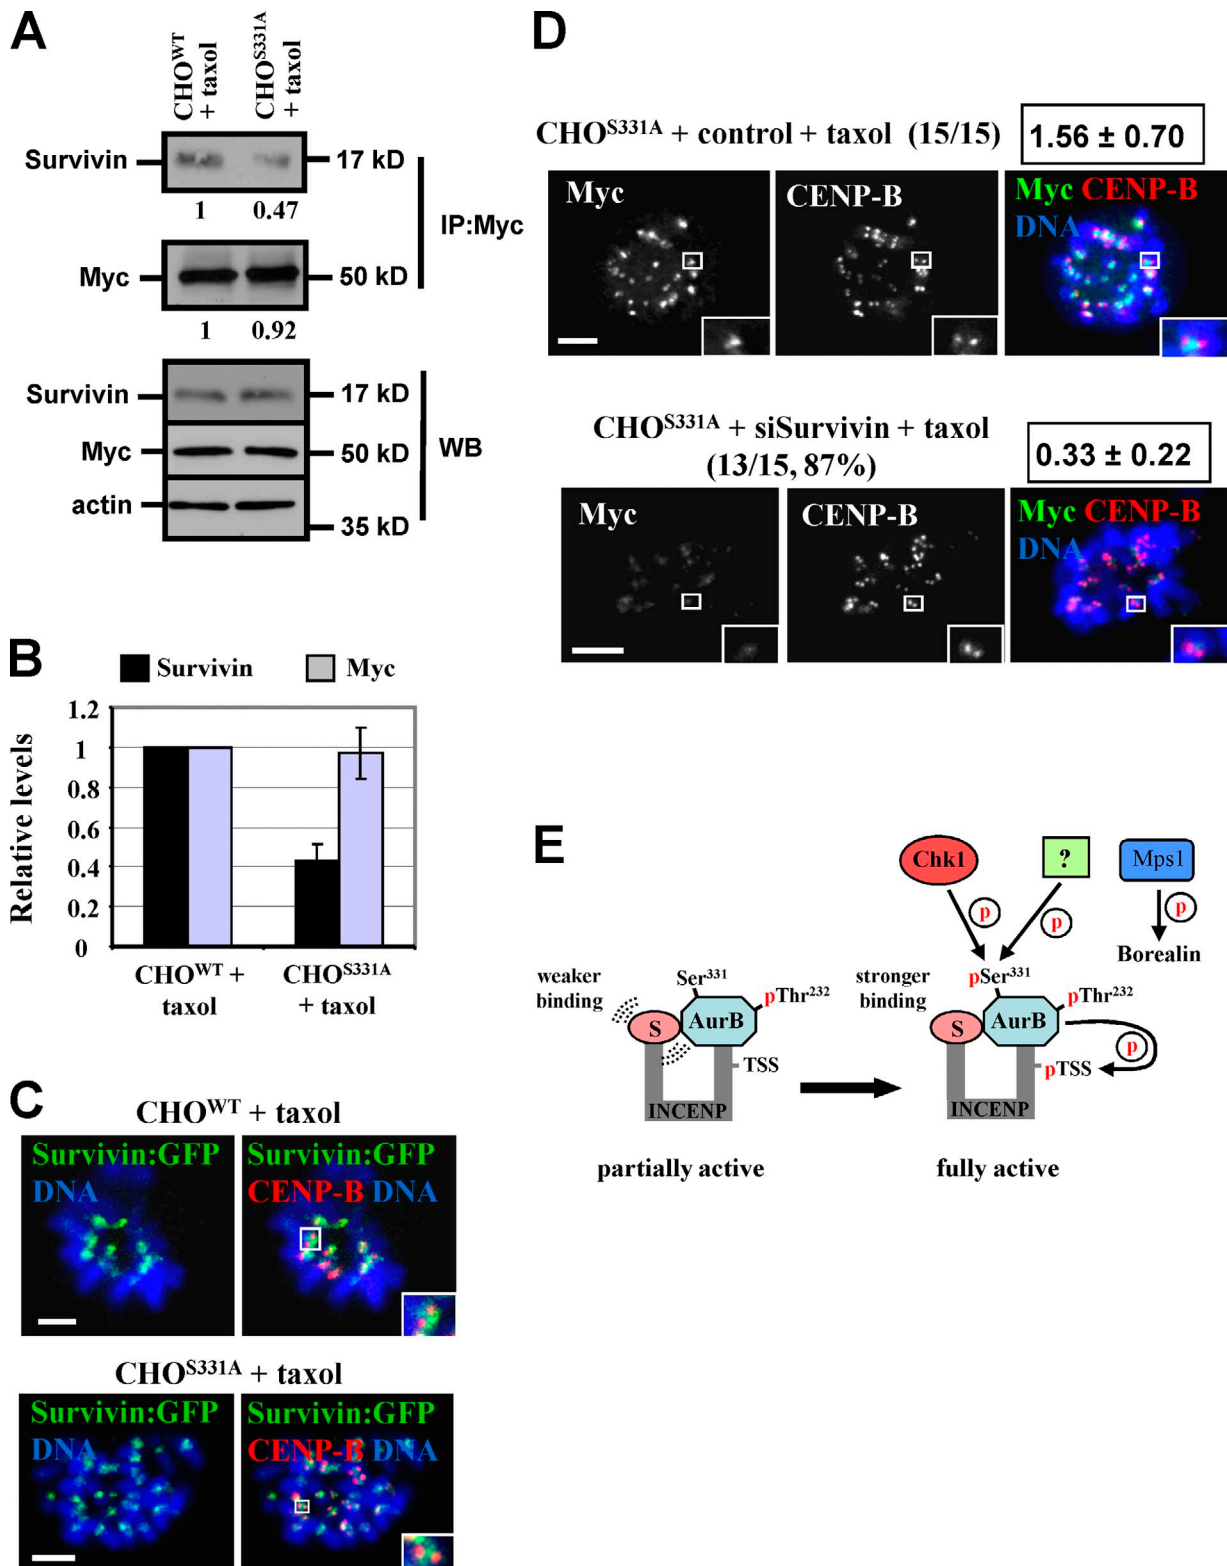 A
CHO^WT + taxol
CHO^S331A + taxol
Survivin
17 kD
1 0.47
IP:Myc
Myc
50 kD
1 0.92
Survivin
17 kD
Myc
50 kD
WB
actin
35 kD
B
Survivin Myc
Relative levels
1.2
1
0.8
0.6
0.4
0.2
0
CHO^WT + taxol
CHO^S331A + taxol
C
CHO^WT + taxol
Survivin:GFP
DNA
Survivin:GFP
CENP-B DNA
CHO^S331A + taxol
Survivin:GFP
DNA
Survivin:GFP
CENP-B DNA
D
CHO^S331A + control + taxol (15/15)
1.56 ± 0.70
Myc
CENP-B
Myc CENP-B
DNA
CHO^S331A + siSurvivin + taxol
(13/15, 87%)
0.33 ± 0.22
Myc
CENP-B
Myc CENP-B
DNA
E
Chk1
?
Mps1
p
p
p
Borealin
weaker
binding
Ser^331
pThr^232
S
AurB
TSS
INCENP
partially active
stronger
binding
pSer^331
pThr^232
S
AurB
p
pTSS
INCENP
fully active